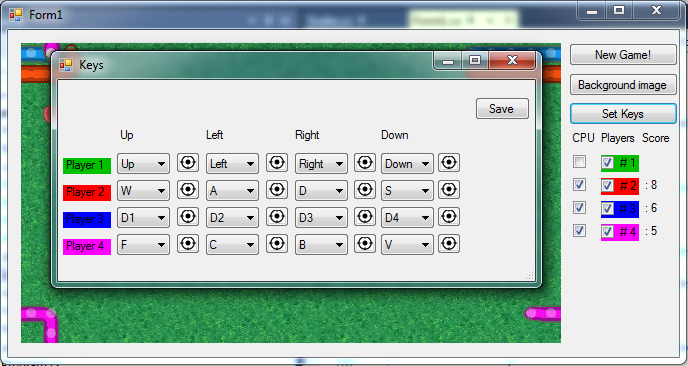 Form1
Keys
New Game!
Background image
Set Keys
CPU Players Score
# 1
# 2 : 8
# 3 : 6
# 4 : 5
Save
Up Left Right Down
Player 1 Up Left Right Down
Player 2 W A D S
Player 3 D1 D2 D3 D4
Player 4 F C B V